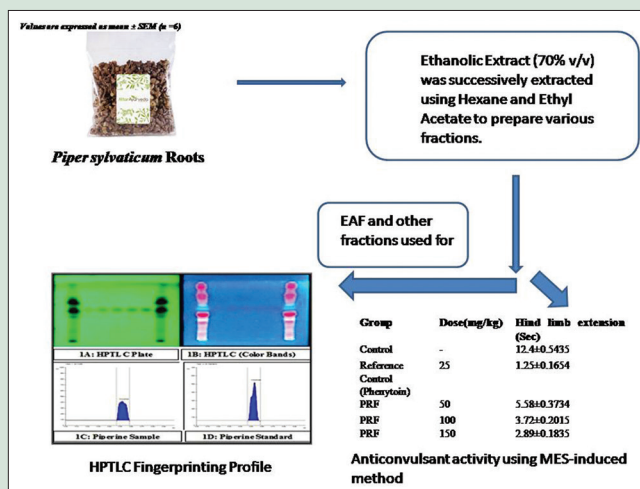 Values are expressed as mean ± SEM (n =6)
Piper sylvaticum Roots
Ethanolic Extract (70% v/v)
was successively extracted
using Hexane and Ethyl
Acetate to prepare various
fractions.
EAF and other
fractions used for
1A: HPTLC Plate
1B: HPTLC (Color Bands)
1C: Piperine Sample
1D: Piperine Standard
HPTLC Fingerprinting Profile
Group Dose(mg/kg) Hind limb extension
(Sec)
Control - 12.4±0.5435
Reference 25 1.25±0.1654
Control
(Phenytoin)
PRF 50 5.58±0.3734
PRF 100 3.72±0.2015
PRF 150 2.89±0.1835
Anticonvulsant activity using MES-induced
method